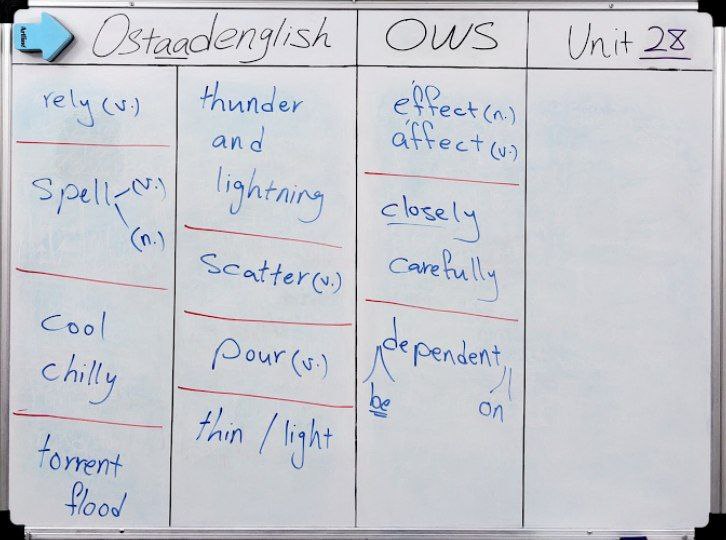 Artline
Ostaadenglish
OWS
Unit 28
rely (v.)
Spell (v.)
(n.)
Cool
chilly
torrent
flood
thunder
and
lightning
Scatter (v.)
pour (v.)
thin / light
effect (n.)
affect (v.)
closely
carefully
dependent
be
on